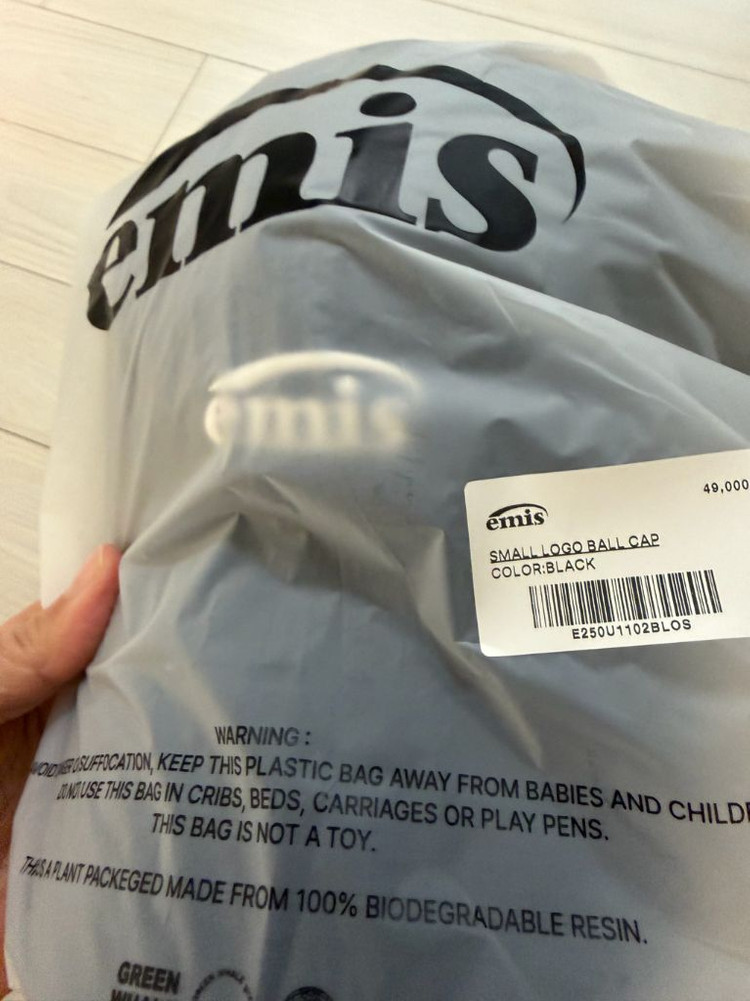 emis
emis
49,000
emis
SMALL LOGO BALL CAP
COLOR:BLACK
E250U1102BLOS
WARNING :
SUFFOCATION, KEEP THIS PLASTIC BAG AWAY FROM BABIES AND
USE THIS BAG IN CRIBS, BEDS, CARRIAGES OR PLAY PENS.
THIS BAG IS NOT A TOY.
A PLANT PACKEGED MADE FROM 100% BIODEGRADABLE RESIN.
GREEN